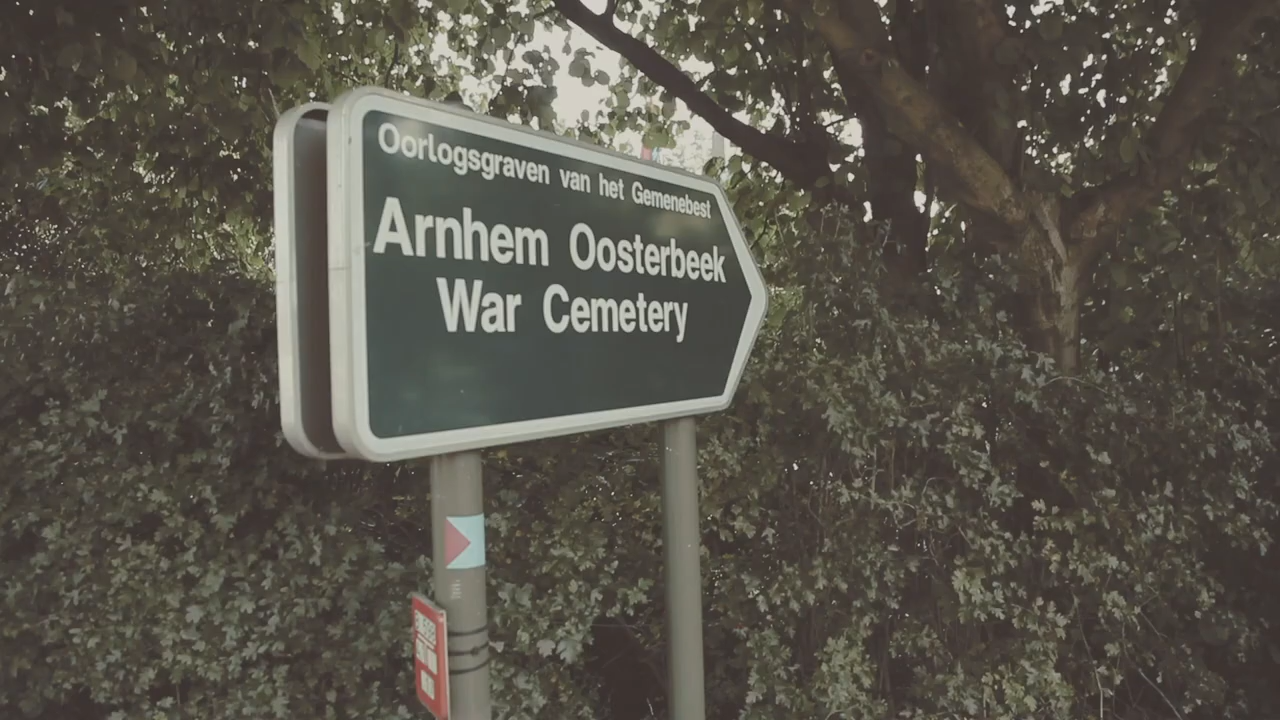 Oorlogsgraven van het Gemenebest
Arnhem Oosterbeek
War Cemetery